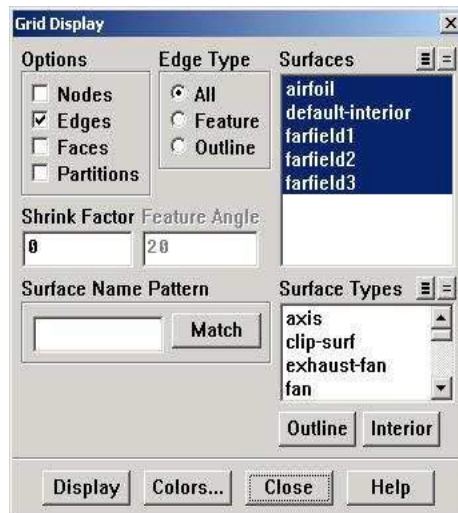 Grid Display
Options
Nodes
Edges
Faces
Partitions
Edge Type
All
Feature
Outline
Shrink Factor
0
Feature Angle
20
Surface Name Pattern
Match
Surfaces
airfoil
default-interior
farfield1
farfield2
farfield3
Surface Types
axis
clip-surf
exhaust-fan
fan
Outline
Interior
Display
Colors...
Close
Help